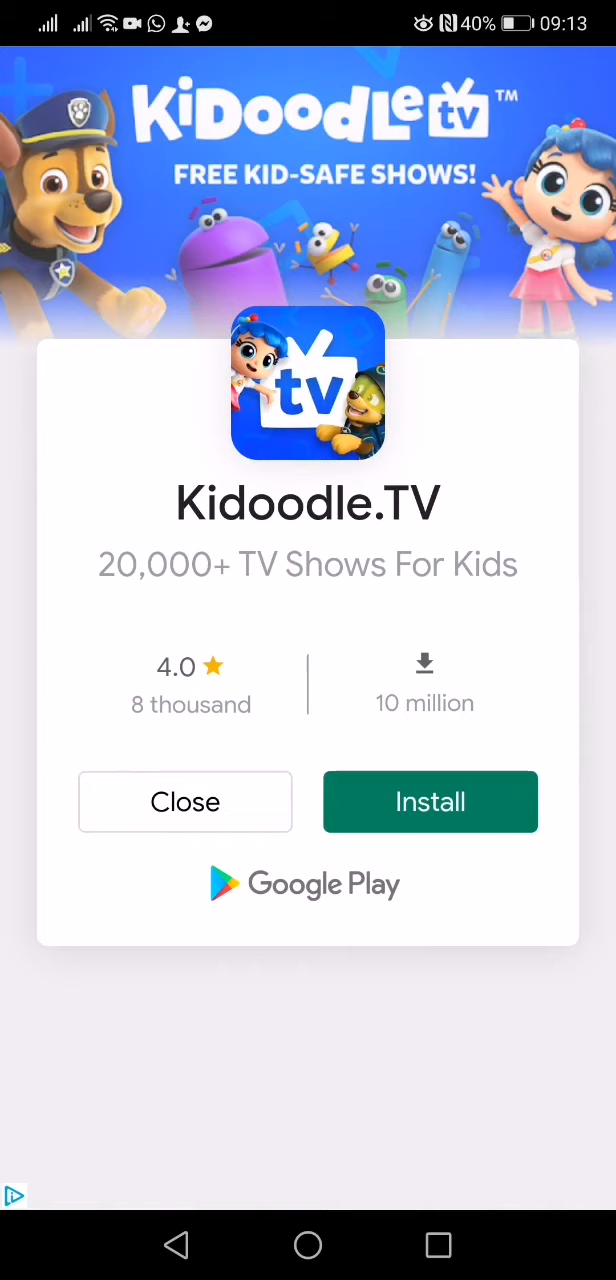 40% 09:13
KiDooDLe tv ™
FREE KID-SAFE SHOWS!
tv
Kidoodle.TV
20,000+ TV Shows For Kids
4.0
8 thousand
10 million
Close
Install
Google Play